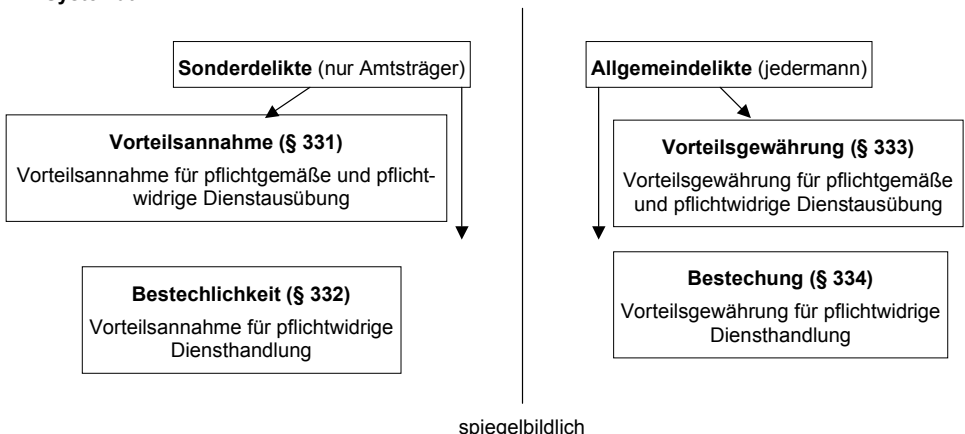 Sonderdelikte (nur Amtsträger)
Vorteilsannahme (§ 331)
Vorteilsannahme für pflichtgemäße und pflicht-
widrige Dienstausübung
Bestechlichkeit (§ 332)
Vorteilsannahme für pflichtwidrige
Diensthandlung
Allgemeindelikte (jedermann)
Vorteilsgewährung (§ 333)
Vorteilsgewährung für pflichtgemäße
und pflichtwidrige Dienstausübung
Bestechung (§ 334)
Vorteilsgewährung für pflichtwidrige
Diensthandlung
spiegelbildlich